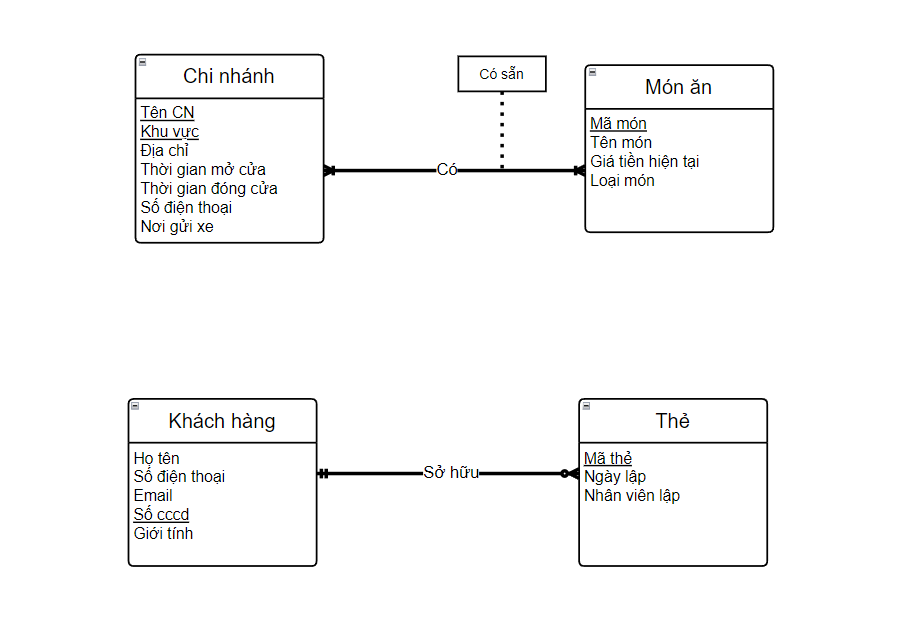 Chi nhánh
Tên CN
Khu vực
Địa chỉ
Thời gian mở cửa
Thời gian đóng cửa
Số điện thoại
Nơi gửi xe
Có
Có sẵn
Món ăn
Mã món
Tên món
Giá tiền hiện tại
Loại món
Khách hàng
Họ tên
Số điện thoại
Email
Số cccd
Giới tính
Sở hữu
Thẻ
Mã thẻ
Ngày lập
Nhân viên lập